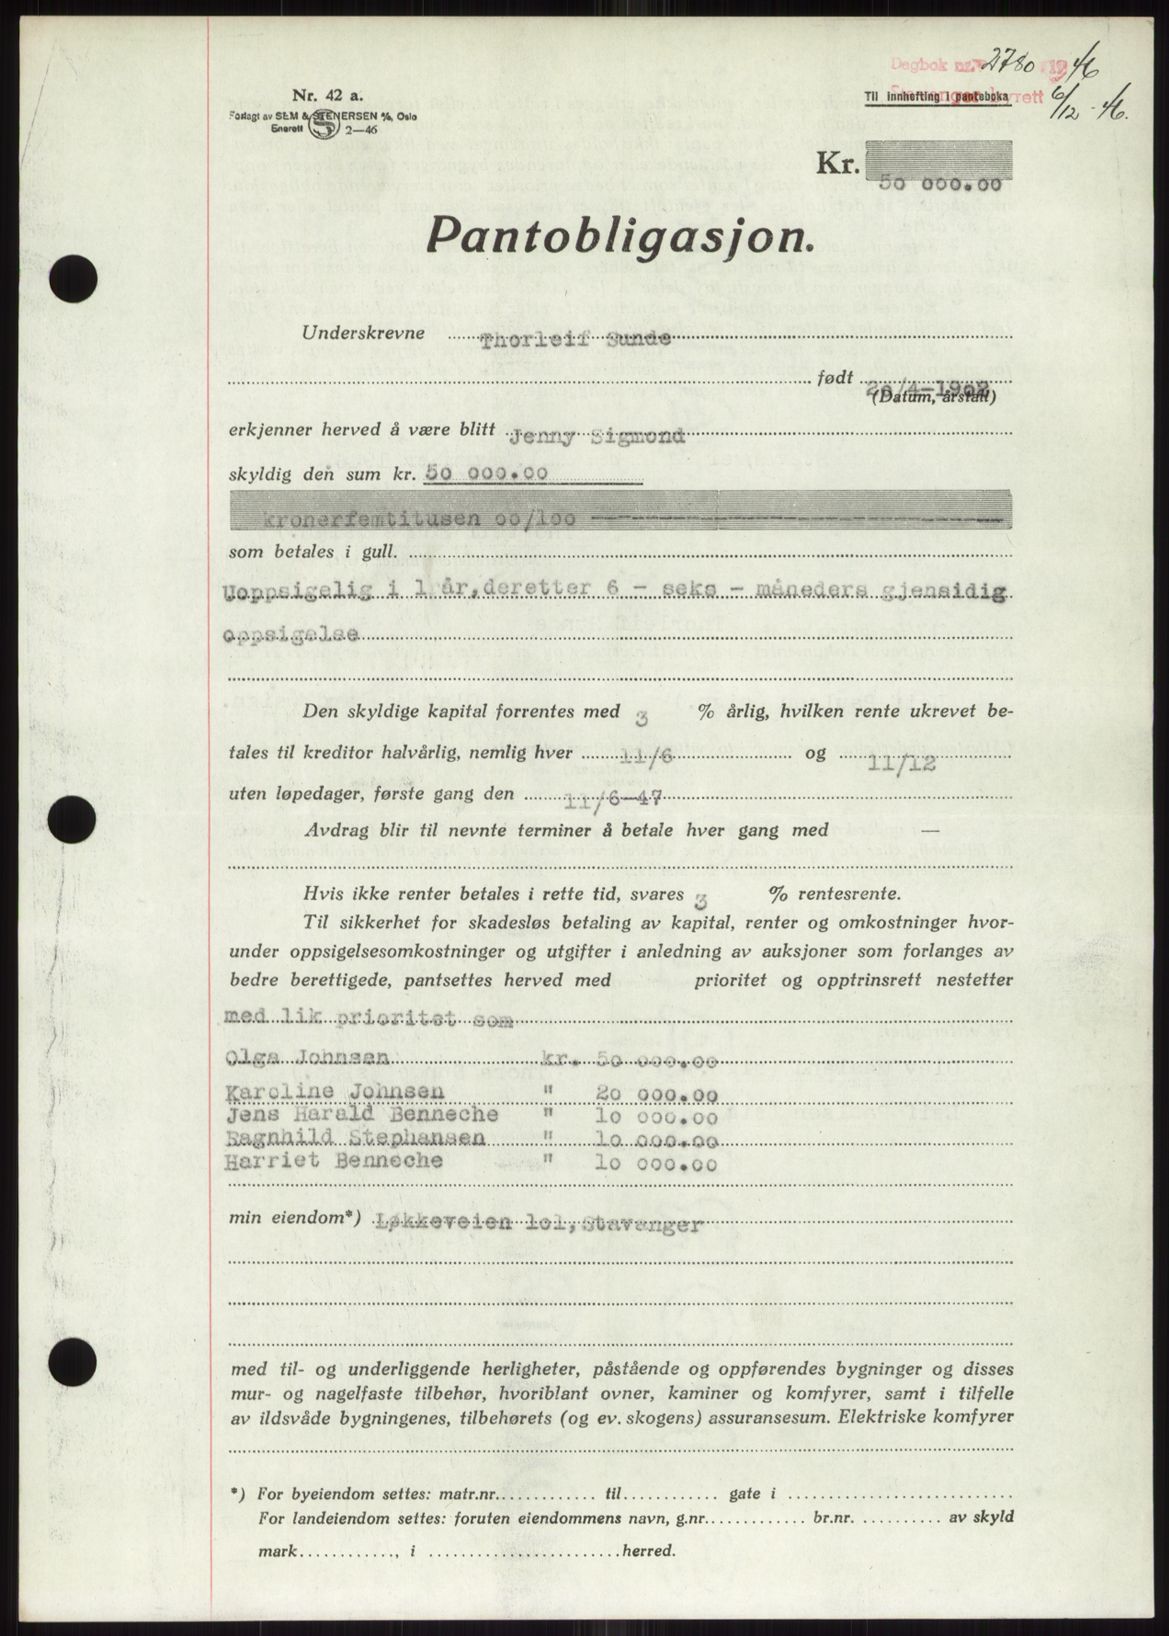 Dagbok nr. 2780 1946
Nr. 42 a.
Til innhefting i panteboka
6/12-46.
Forlagt av SEM & STENERSEN A/S, Oslo
Enerett 2—46
Kr. 50 000.00
Pantobligasjon.
Underskrevne Thorleif Sunde
født 20/4-1902
(Datum, årstall)
erkjenner herved å være blitt Jenny Sigmond
skyldig den sum kr. 50 000.00
kronerfemtitusen 00/100 —
som betales i gull.
Uoppsigelig i 1 år, deretter 6 - seks - måneders gjensidig
oppsigelse
Den skyldige kapital forrentes med 3 % årlig, hvilken rente ukrevet be-
tales til kreditor halvårlig, nemlig hver 11/6 og 11/12
uten løpedager, første gang den 11/6-47
Avdrag blir til nevnte terminer å betale hver gang med —
Hvis ikke renter betales i rette tid, svares 3 % rentesrente.
Til sikkerhet for skadesløs betaling av kapital, renter og omkostninger hvor-
under oppsigelsesomkostninger og utgifter i anledning av auksjoner som forlanges av
bedre berettigede, pantsettes herved med prioritet og opptrinsrett nestetter
med lik prioritet som
Olga Johnsen kr. 50 000.00
Karoline Johnsen " 20 000.00
Jens Harald Benneche " 10 000.00
Ragnhild Stephansen " 10 000.00
Harriet Benneche " 10 000.00
min eiendom*) Løkkeveien 101, Stavanger
med til- og underliggende herligheter, påstående og oppførendes bygninger og disses
mur- og nagelfaste tilbehør, hvoriblant ovner, kaminer og komfyrer, samt i tilfelle
av ildsvåde bygningenes, tilbehørets (og ev. skogens) assuransesum. Elektriske komfyrer
*) For byeiendom settes: matr.nr. til gate i
For landeiendom settes: foruten eiendommens navn, g.nr. br.nr. av skyld
mark , i herred.